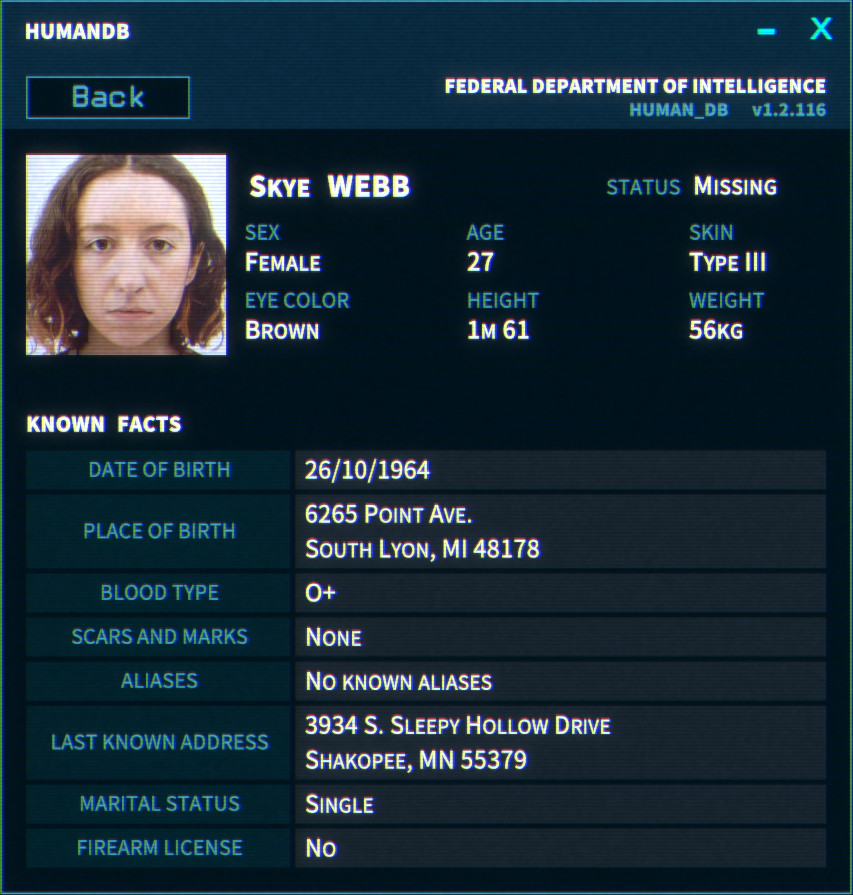 HUMANDB
– X
Back
FEDERAL DEPARTMENT OF INTELLIGENCE
HUMAN_DB v1.2.116
SKYE WEBB
STATUS MISSING
SEX AGE SKIN
FEMALE 27 TYPE III
EYE COLOR HEIGHT WEIGHT
BROWN 1M 61 56KG
KNOWN FACTS
DATE OF BIRTH 26/10/1964
PLACE OF BIRTH 6265 POINT AVE.
SOUTH LYON, MI 48178
BLOOD TYPE O+
SCARS AND MARKS NONE
ALIASES NO KNOWN ALIASES
LAST KNOWN ADDRESS 3934 S. SLEEPY HOLLOW DRIVE
SHAKOPEE, MN 55379
MARITAL STATUS SINGLE
FIREARM LICENSE NO